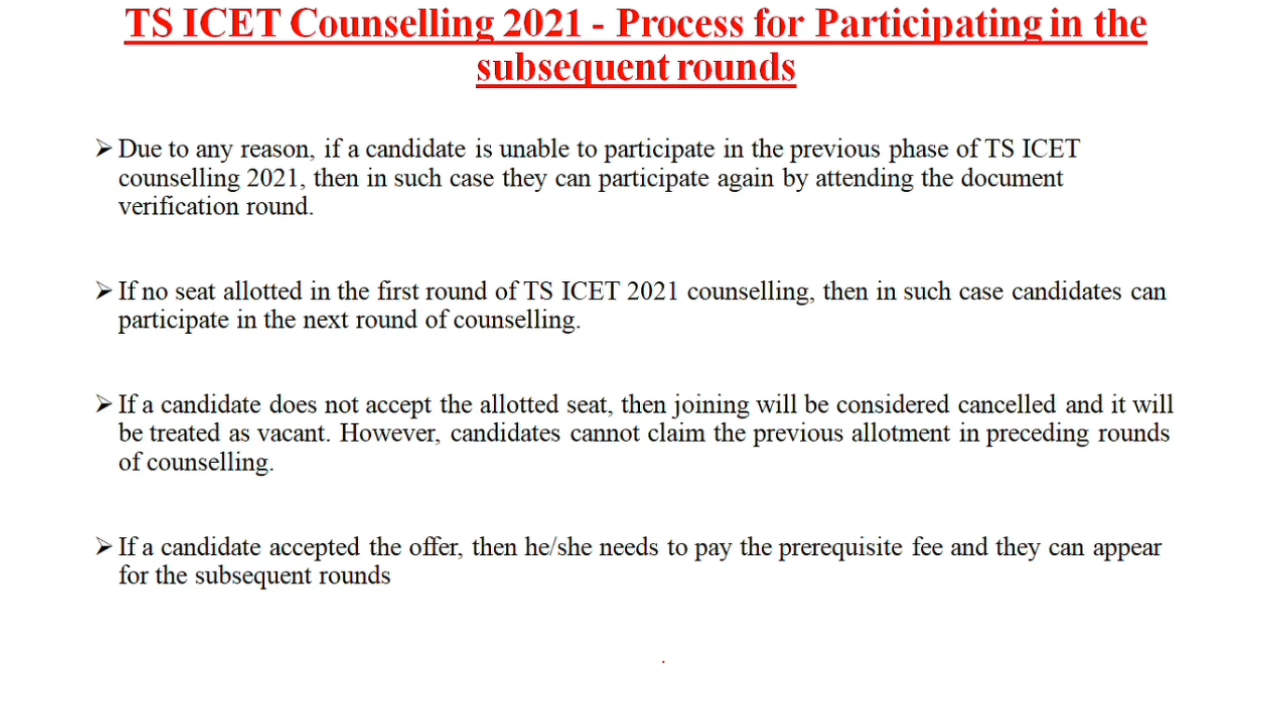 TS ICET Counselling 2021 - Process for Participating in the
subsequent rounds
➢ Due to any reason, if a candidate is unable to participate in the previous phase of TS ICET
counselling 2021, then in such case they can participate again by attending the document
verification round.
➢ If no seat allotted in the first round of TS ICET 2021 counselling, then in such case candidates can
participate in the next round of counselling.
➢ If a candidate does not accept the allotted seat, then joining will be considered cancelled and it will
be treated as vacant. However, candidates cannot claim the previous allotment in preceding rounds
of counselling.
➢ If a candidate accepted the offer, then he/she needs to pay the prerequisite fee and they can appear
for the subsequent rounds